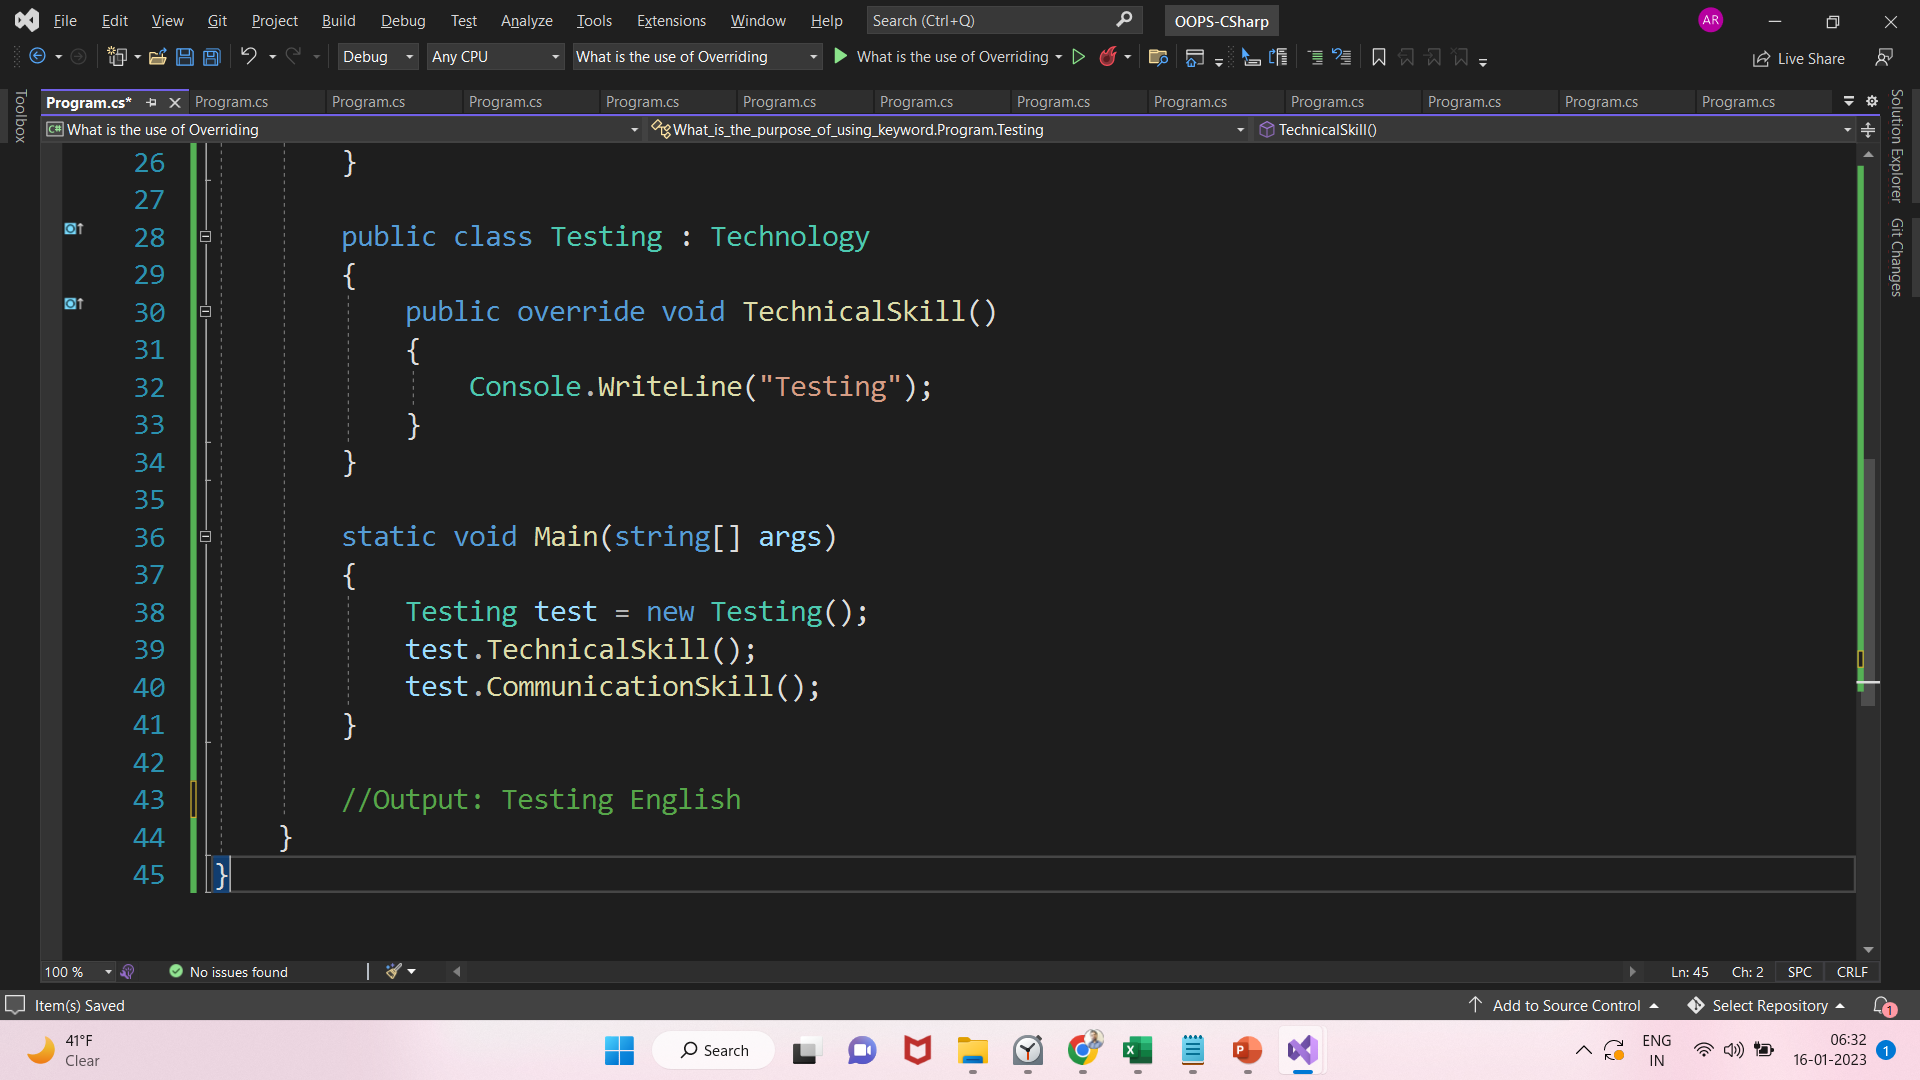 File Edit View Git Project Build Debug Test Analyze Tools Extensions Window Help Search (Ctrl+Q) OOPS-CSharp AR
Debug Any CPU What is the use of Overriding What is the use of Overriding Live Share
Toolbox
Program.cs* Program.cs Program.cs Program.cs Program.cs Program.cs Program.cs Program.cs Program.cs Program.cs Program.cs Program.cs Program.cs
Solution Explorer
Git Changes
C# What is the use of Overriding What_is_the_purpose_of_using_keyword.Program.Testing TechnicalSkill()
26 }
27
28 public class Testing : Technology
29 {
30 public override void TechnicalSkill()
31 {
32 Console.WriteLine("Testing");
33 }
34 }
35
36 static void Main(string[] args)
37 {
38 Testing test = new Testing();
39 test.TechnicalSkill();
40 test.CommunicationSkill();
41 }
42
43 //Output: Testing English
44 }
45 }
100 % No issues found Ln: 45 Ch: 2 SPC CRLF
Item(s) Saved Add to Source Control Select Repository 1
41°F
Clear
Search
ENG
IN
06:32
16-01-2023
1